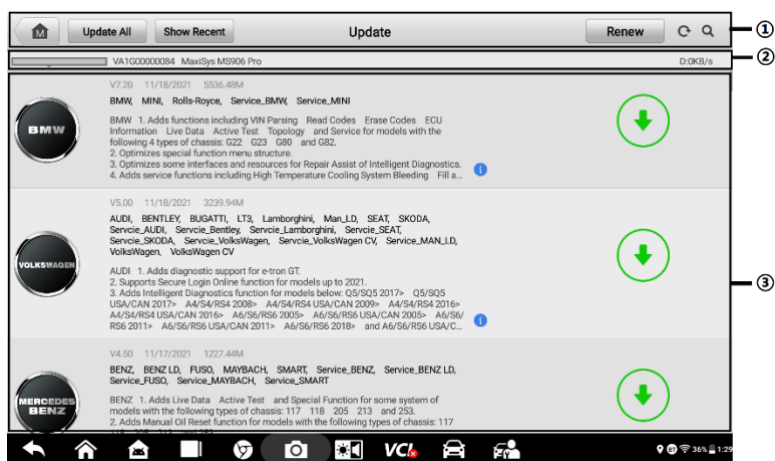 Update All Show Recent Update Renew
①
VA1G00000084 MaxiSys MS906 Pro D:0KB/s
②
V7.20 11/18/2021 5536.48M
BMW, MINI, Rolls-Royce, Service_BMW, Service_MINI
BMW
BMW 1. Adds functions including VIN Parsing Read Codes Erase Codes ECU
Information Live Data Active Test Topology and Service for models with the
following 4 types of chassis: G22 G23 G80 and G82.
2. Optimizes special function menu structure.
3. Optimizes some interfaces and resources for Repair Assist of Intelligent Diagnostics.
4. Adds service functions including High Temperature Cooling System Bleeding Fill a...
V5.00 11/18/2021 3239.94M
AUDI, BENTLEY, BUGATTI, LT3, Lamborghini, Man_LD, SEAT, SKODA,
Servcie_AUDI, Servcie_Bentley, Servcie_Lamborghini, Servcie_SEAT,
Servcie_SKODA, Servcie_VolksWagen, Servcie_VolksWagen CV, Service_MAN_LD,
VolksWagen, VolksWagen CV
VOLKSWAGEN
③
AUDI 1. Adds diagnostic support for e-tron GT.
2. Supports Secure Login Online function for models up to 2021.
3. Adds Intelligent Diagnostics function for models below: Q5/SQ5 2017> Q5/SQ5
USA/CAN 2017> A4/S4/RS4 2008> A4/S4/RS4 USA/CAN 2009> A4/S4/RS4 2016>
A4/S4/RS4 USA/CAN 2016> A6/S6/RS6 2005> A6/S6/RS6 USA/CAN 2005> A6/S6/
RS6 2011> A6/S6/RS6 USA/CAN 2011> A6/S6/RS6 2018> and A6/S6/RS6 USA/C...
V4.50 11/17/2021 1227.44M
BENZ, BENZ LD, FUSO, MAYBACH, SMART, Service_BENZ, Service_BENZ LD,
Service_FUSO, Service_MAYBACH, Service_SMART
MERCEDES
BENZ
BENZ 1. Adds Live Data Active Test and Special Function for some system of
models with the following types of chassis: 117 118 205 213 and 253.
2. Adds Manual Oil Reset function for models with the following types of chassis: 117
VCI 36% 1:29